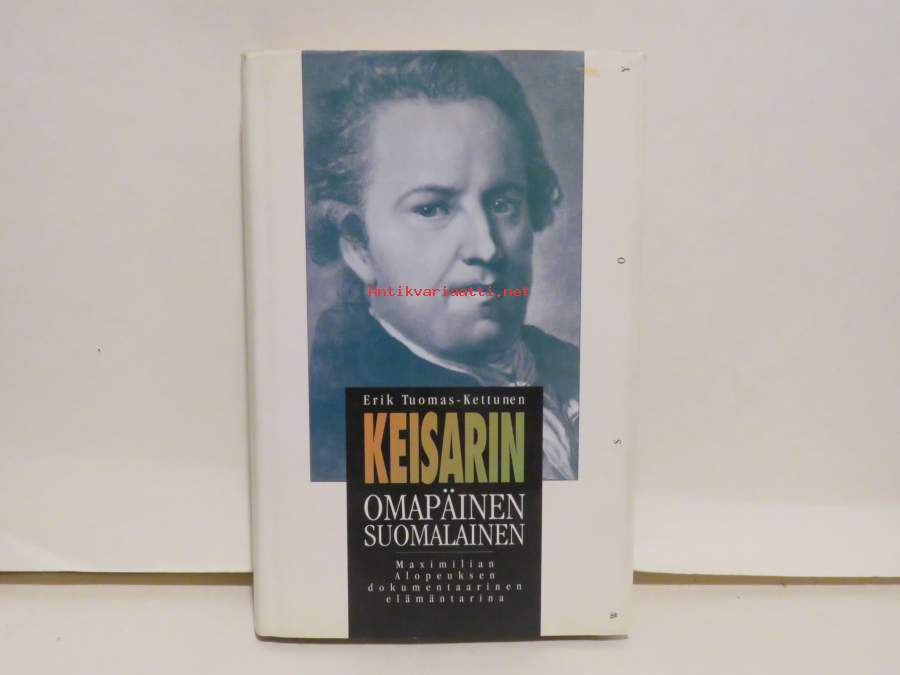 Antikvariaatti.net
Erik Tuomas-Kettunen
KEISARIN
OMAPÄINEN
SUOMALAINEN
Maximilian
Alopeuksen
dokumentaarinen
elämäntarina
W S O Y